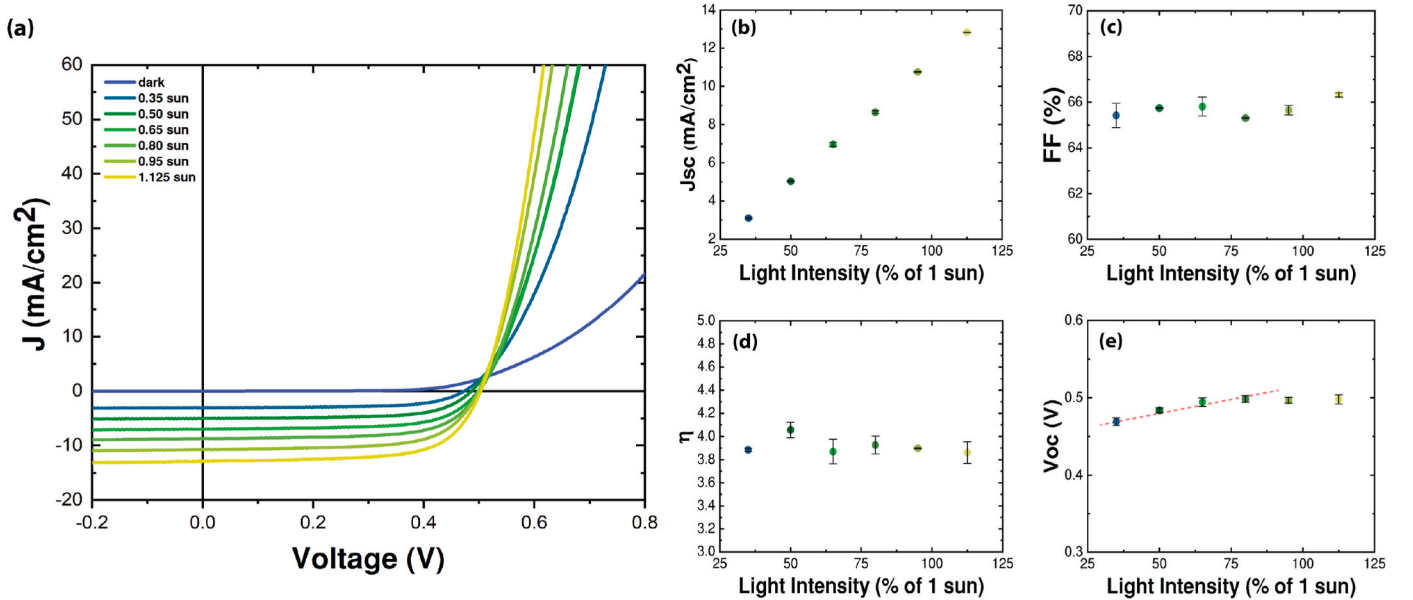 (a)
J (mA/cm2)
60
50
40
30
20
10
0
-10
-20
dark
0.35 sun
0.50 sun
0.65 sun
0.80 sun
0.95 sun
1.125 sun
-0.2 0.0 0.2 0.4 0.6 0.8
Voltage (V)
(b)
Jsc (mA/cm2)
14
12
10
8
6
4
2
25 50 75 100 125
Light Intensity (% of 1 sun)
(c)
FF (%)
70
68
66
64
62
60
25 50 75 100 125
Light Intensity (% of 1 sun)
(d)
η
5.0
4.8
4.6
4.4
4.2
4.0
3.8
3.6
3.4
3.2
3.0
25 50 75 100 125
Light Intensity (% of 1 sun)
(e)
Voc (V)
0.6
0.5
0.4
0.3
25 50 75 100 125
Light Intensity (% of 1 sun)